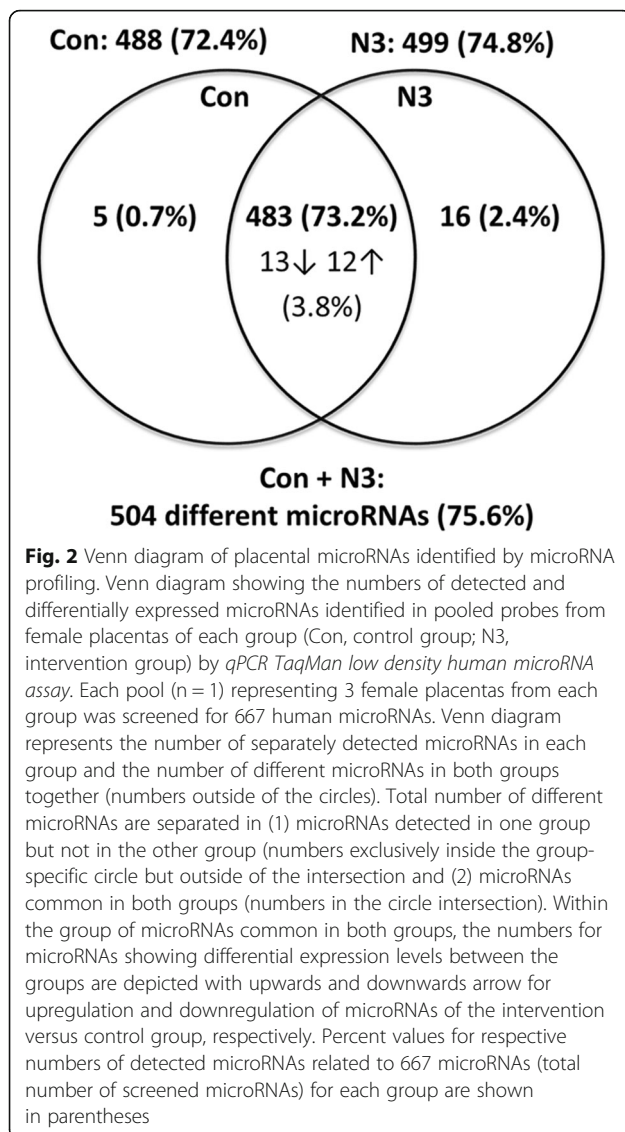 Con: 488 (72.4%) N3: 499 (74.8%)
Con N3
5 (0.7%) 483 (73.2%) 16 (2.4%)
13↓ 12↑
(3.8%)
Con + N3:
504 different microRNAs (75.6%)
Fig. 2 Venn diagram of placental microRNAs identified by microRNA
profiling. Venn diagram showing the numbers of detected and
differentially expressed microRNAs identified in pooled probes from
female placentas of each group (Con, control group; N3,
intervention group) by qPCR TaqMan low density human microRNA
assay. Each pool (n = 1) representing 3 female placentas from each
group was screened for 667 human microRNAs. Venn diagram
represents the number of separately detected microRNAs in each
group and the number of different microRNAs in both groups
together (numbers outside of the circles). Total number of different
microRNAs are separated in (1) microRNAs detected in one group
but not in the other group (numbers exclusively inside the group-
specific circle but outside of the intersection and (2) microRNAs
common in both groups (numbers in the circle intersection). Within
the group of microRNAs common in both groups, the numbers for
microRNAs showing differential expression levels between the
groups are depicted with upwards and downwards arrow for
upregulation and downregulation of microRNAs of the intervention
versus control group, respectively. Percent values for respective
numbers of detected microRNAs related to 667 microRNAs (total
number of screened microRNAs) for each group are shown
in parentheses